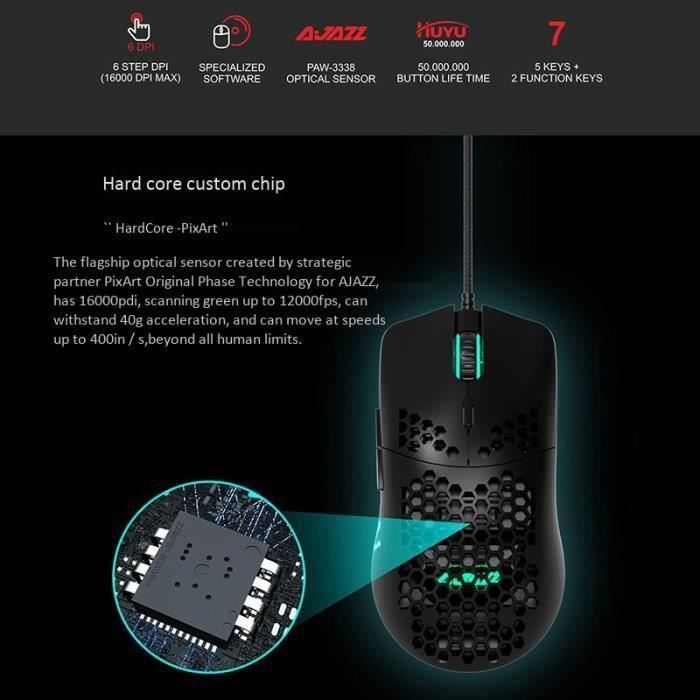 6 DPI
6 STEP DPI
(16000 DPI MAX)
SPECIALIZED
SOFTWARE
A-JAZZ
PAW-3338
OPTICAL SENSOR
HUYU
50.000.000
50.000.000
BUTTON LIFE TIME
7
5 KEYS +
2 FUNCTION KEYS
Hard core custom chip
`` HardCore -PixArt ''
The flagship optical sensor created by strategic
partner PixArt Original Phase Technology for AJAZZ,
has 16000pdi, scanning green up to 12000fps, can
withstand 40g acceleration, and can move at speeds
up to 400in / s,beyond all human limits.
AJAZZ